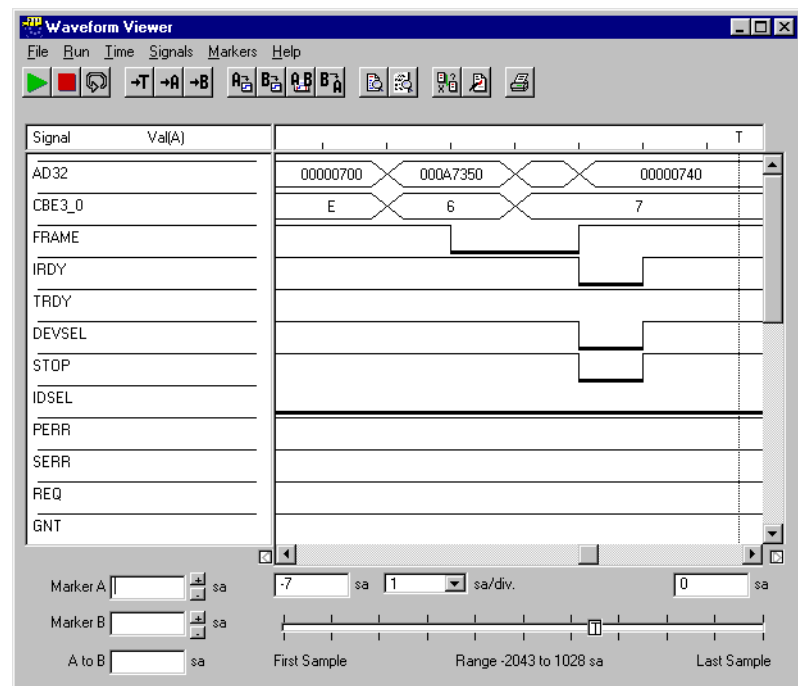 Waveform Viewer
File Run Time Signals Markers Help
→T →A →B A B A.B B A
Signal Val(A) T
AD32 00000700 000A7350 00000740
CBE3_0 E 6 7
FRAME
IRDY
TRDY
DEVSEL
STOP
IDSEL
PERR
SERR
REQ
GNT
Marker A + - sa -7 sa 1 sa/div. 0 sa
Marker B + - sa T
A to B sa First Sample Range -2043 to 1028 sa Last Sample